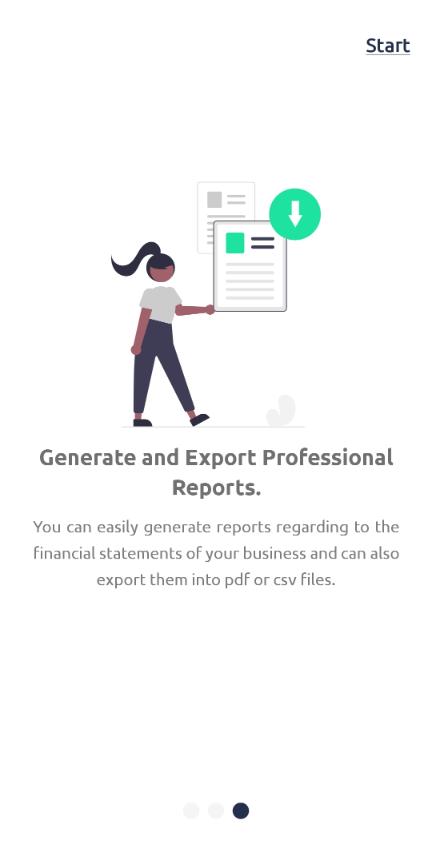 Start
Generate and Export Professional
Reports.
You can easily generate reports regarding to the
financial statements of your business and can also
export them into pdf or csv files.